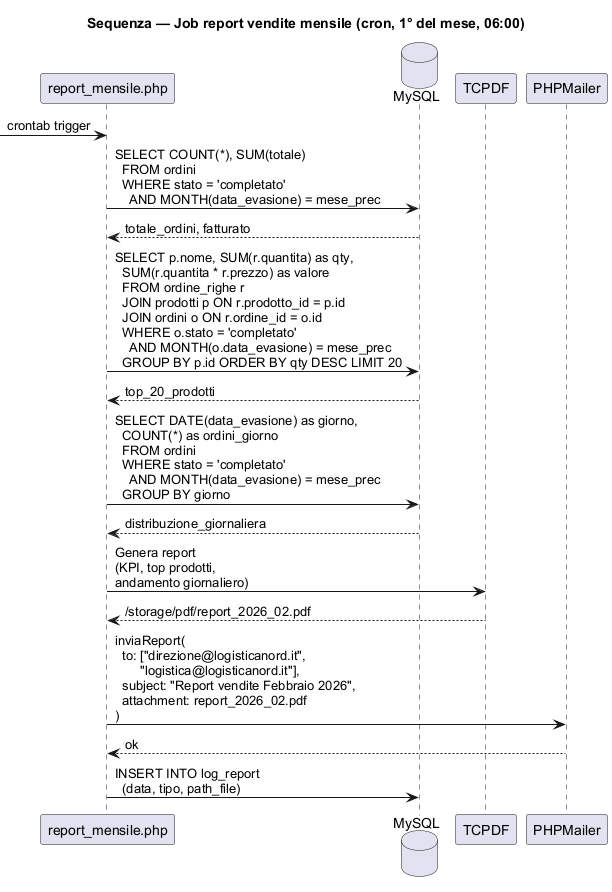 Sequenza — Job report vendite mensile (cron, 1° del mese, 06:00)
report_mensile.php
MySQL
TCPDF
PHPMailer
crontab trigger
SELECT COUNT(*), SUM(totale)
FROM ordini
WHERE stato = 'completato'
AND MONTH(data_evasione) = mese_prec
totale_ordini, fatturato
SELECT p.nome, SUM(r.quantita) as qty,
SUM(r.quantita * r.prezzo) as valore
FROM ordine_righe r
JOIN prodotti p ON r.prodotto_id = p.id
JOIN ordini o ON r.ordine_id = o.id
WHERE o.stato = 'completato'
AND MONTH(o.data_evasione) = mese_prec
GROUP BY p.id ORDER BY qty DESC LIMIT 20
top_20_prodotti
SELECT DATE(data_evasione) as giorno,
COUNT(*) as ordini_giorno
FROM ordini
WHERE stato = 'completato'
AND MONTH(data_evasione) = mese_prec
GROUP BY giorno
distribuzione_giornaliera
Genera report
(KPI, top prodotti,
andamento giornaliero)
/storage/pdf/report_2026_02.pdf
inviaReport(
to: ["direzione@logisticanord.it",
"logistica@logisticanord.it"],
subject: "Report vendite Febbraio 2026",
attachment: report_2026_02.pdf
)
ok
INSERT INTO log_report
(data, tipo, path_file)
report_mensile.php
MySQL
TCPDF
PHPMailer